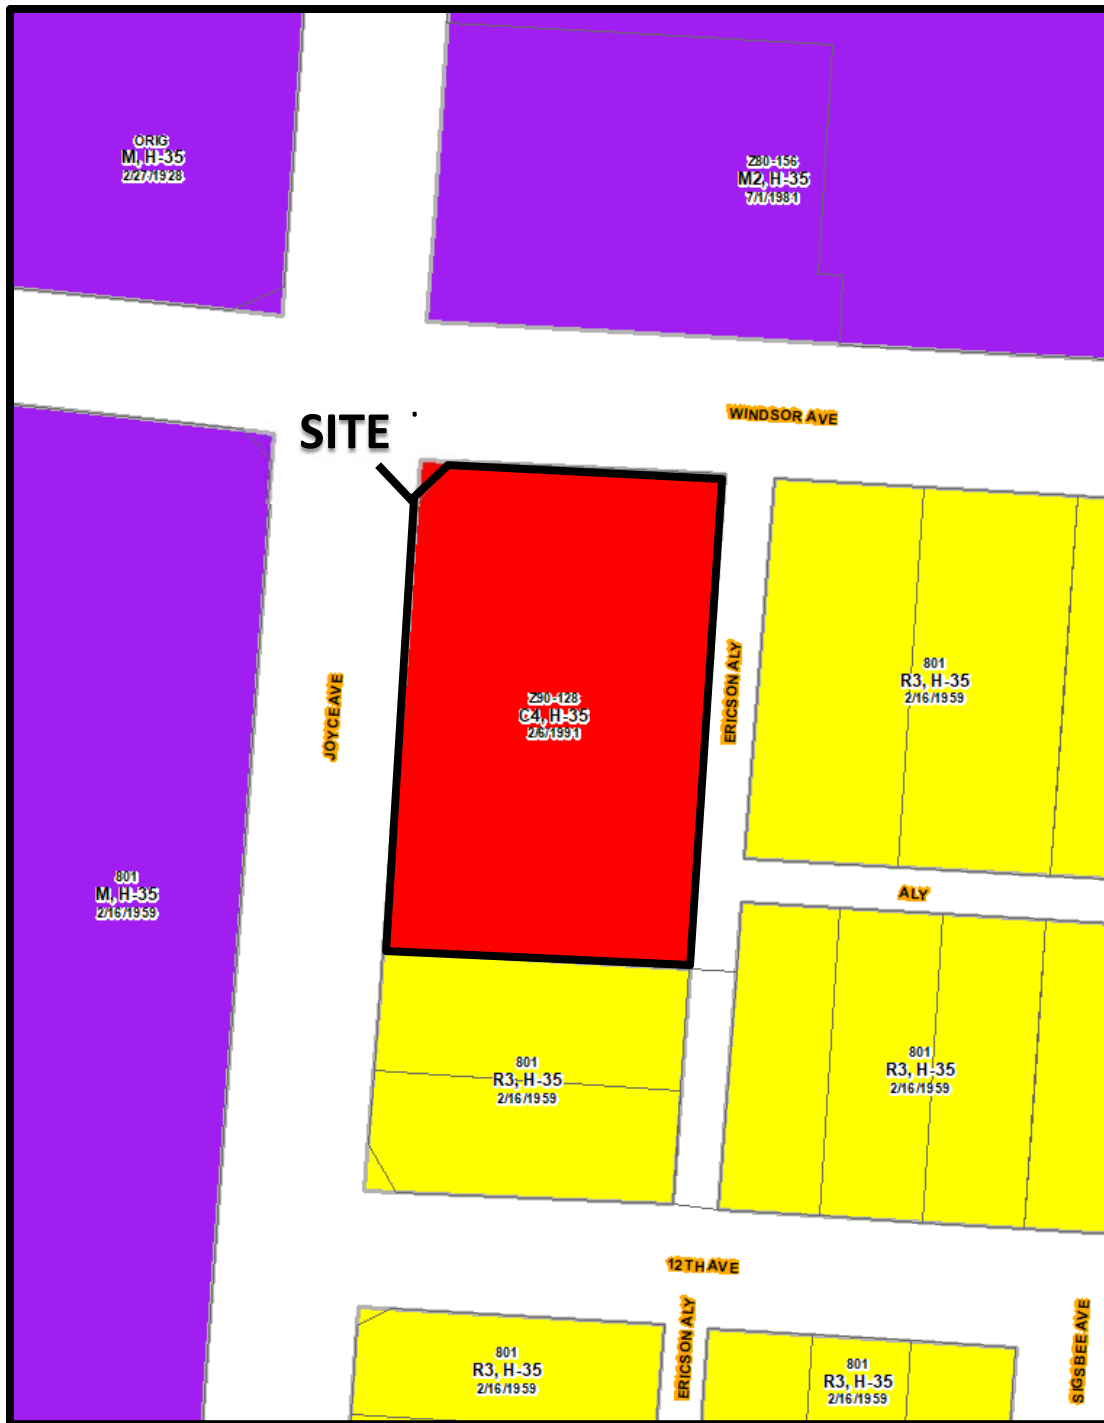 ORIG
M, H-35
2/27/1928
Z80-156
M2, H-35
7/1/1981
WINDSOR AVE
SITE
JOYCE AVE
Z90-128
C4, H-35
2/6/1991
ERICSON ALY
801
R3, H-35
2/16/1959
801
M, H-35
2/16/1959
ALY
801
R3, H-35
2/16/1959
801
R3, H-35
2/16/1959
12TH AVE
ERICSON ALY
SIGSBEE AVE
801
R3, H-35
2/16/1959
801
R3, H-35
2/16/1959